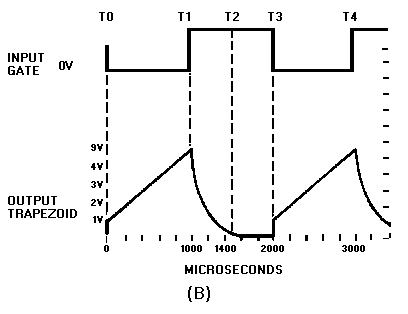 T0 T1 T2 T3 T4
INPUT
GATE 0V
9V
4V
3V
OUTPUT
TRAPEZOID
2V
1V
0 1000 1400 2000 3000
MICROSECONDS
(B)